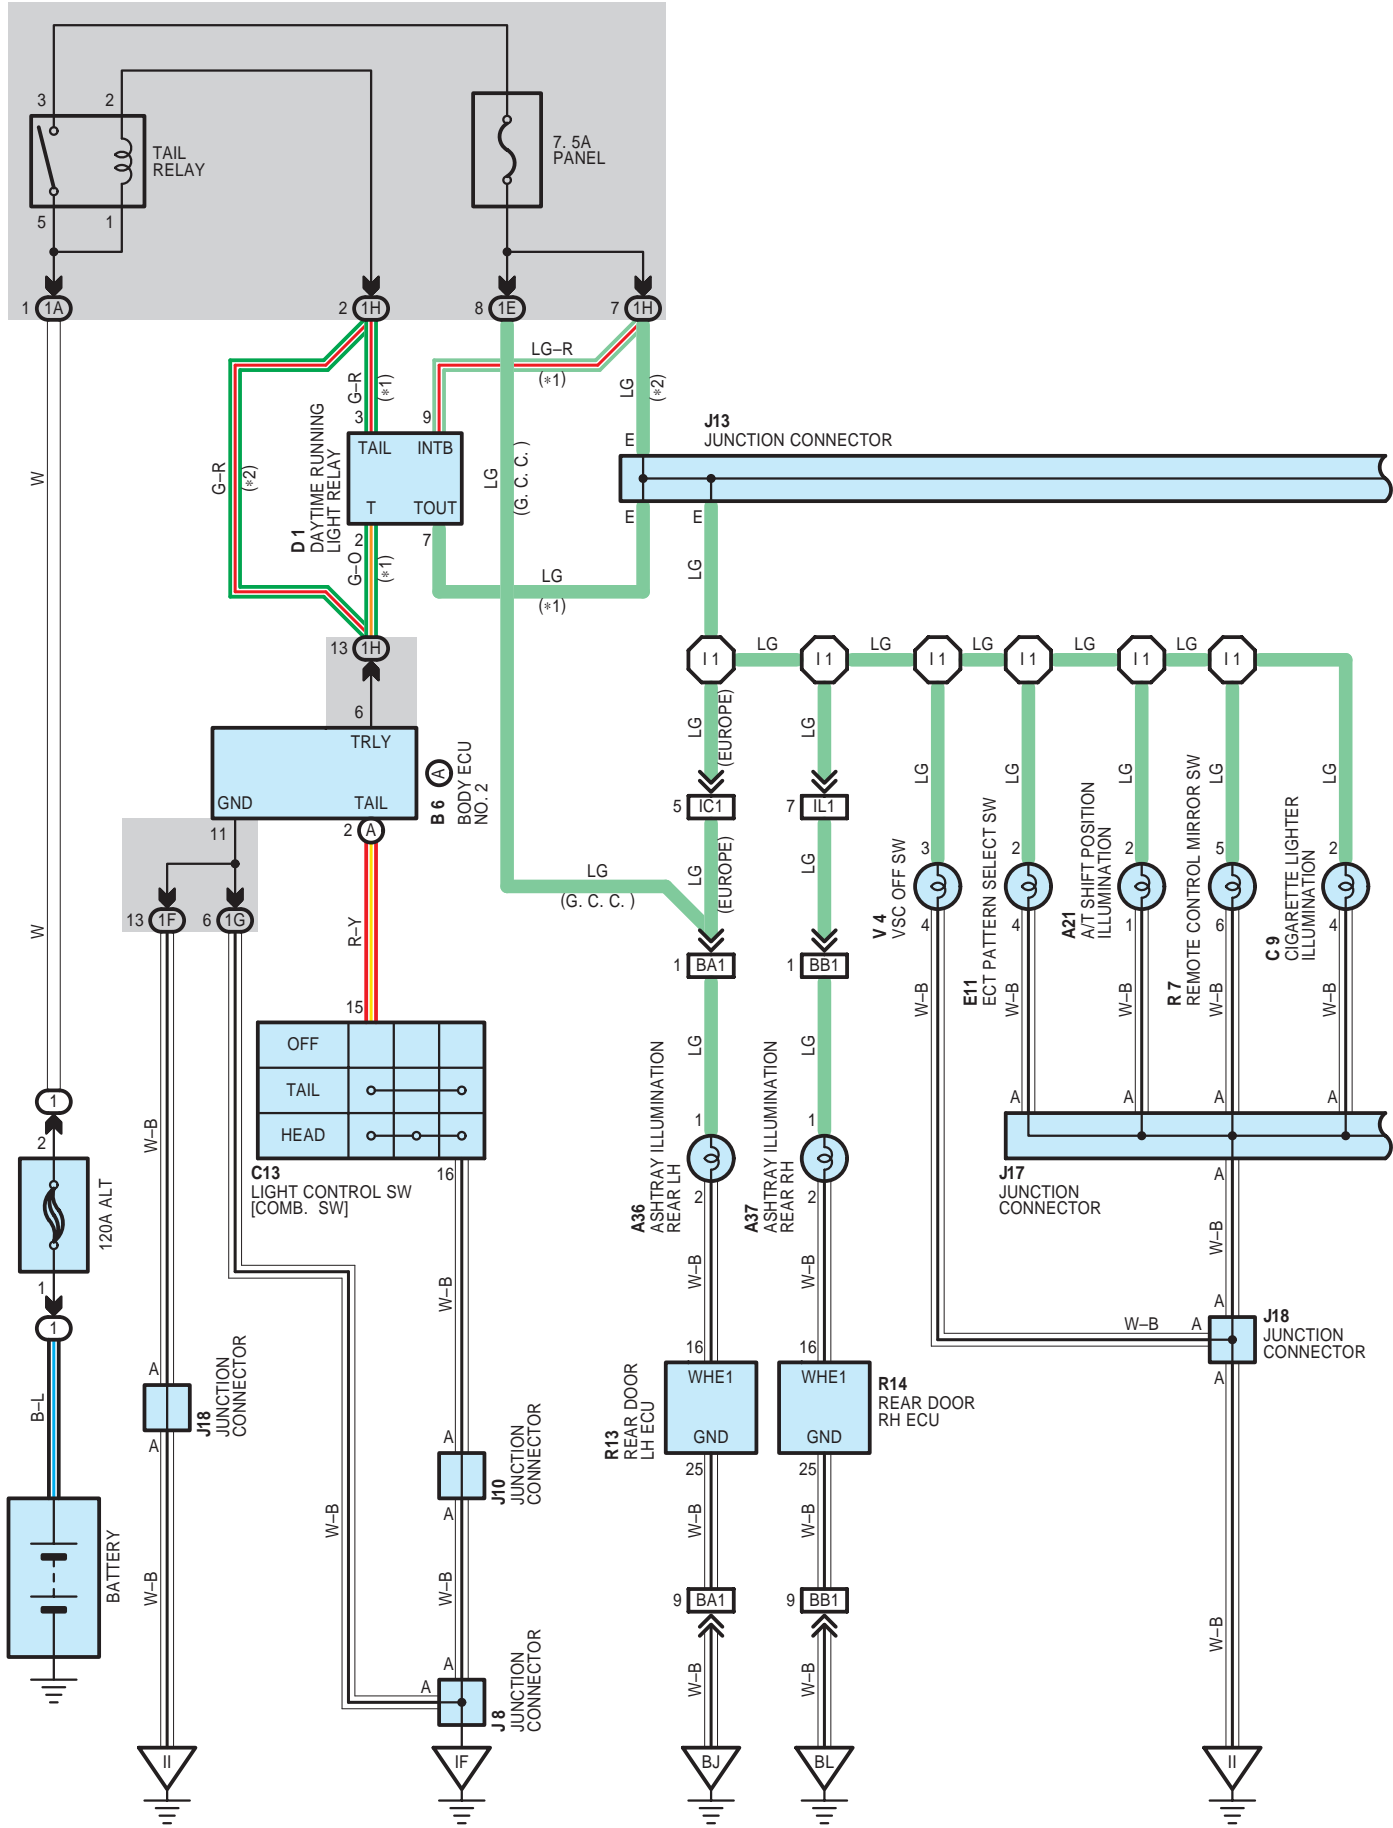 3
2
TAIL
RELAY
5
1
7. 5A
PANEL
1
1A
2
1H
8
1E
7
1H
LG–R
(*1)
G–R
(*1)
LG
(*2)
W
G–R
(*2)
LG
(G. C. C. )
3
9
TAIL
INTB
T
TOUT
2
7
D 1
DAYTIME RUNNING
LIGHT RELAY
G–O
(*1)
LG
(*1)
J13
JUNCTION CONNECTOR
E
E
E
LG
13
1H
6
TRLY
GND
TAIL
B 6
A
BODY ECU
NO. 2
11
2
A
13
1F
6
1G
R–Y
W
I 1
LG
I 1
LG
I 1
LG
I 1
LG
I 1
LG
I 1
LG
(EUROPE)
LG
LG
LG
LG
LG
LG
5
IC1
7
IL1
LG
(EUROPE)
LG
LG
(G. C. C. )
1
BA1
1
BB1
3
2
2
5
2
V 4
VSC OFF SW
4
E11
ECT PATTERN SELECT SW
4
A21
A/T SHIFT POSITION
ILLUMINATION
1
R 7
REMOTE CONTROL MIRROR SW
6
C 9
CIGARETTE LIGHTER
ILLUMINATION
4
W–B
W–B
W–B
W–B
W–B
15
OFF
TAIL
HEAD
C13
LIGHT CONTROL SW
[COMB. SW]
16
LG
LG
1
1
A36
ASHTRAY ILLUMINATION
REAR LH
2
A37
ASHTRAY ILLUMINATION
REAR RH
2
A
A
A
A
J17
JUNCTION
CONNECTOR
A
W–B
1
2
120A ALT
1
1
B–L
BATTERY
W–B
A
J18
JUNCTION
CONNECTOR
A
W–B
W–B
W–B
A
J10
JUNCTION
CONNECTOR
A
W–B
A
A
J 8
JUNCTION
CONNECTOR
W–B
W–B
16
WHE1
GND
R13
REAR DOOR
LH ECU
25
16
WHE1
GND
R14
REAR DOOR
RH ECU
25
W–B
W–B
9
BA1
9
BB1
W–B
W–B
W–B
A
A
J18
JUNCTION
CONNECTOR
A
W–B
II
IF
BJ
BL
II